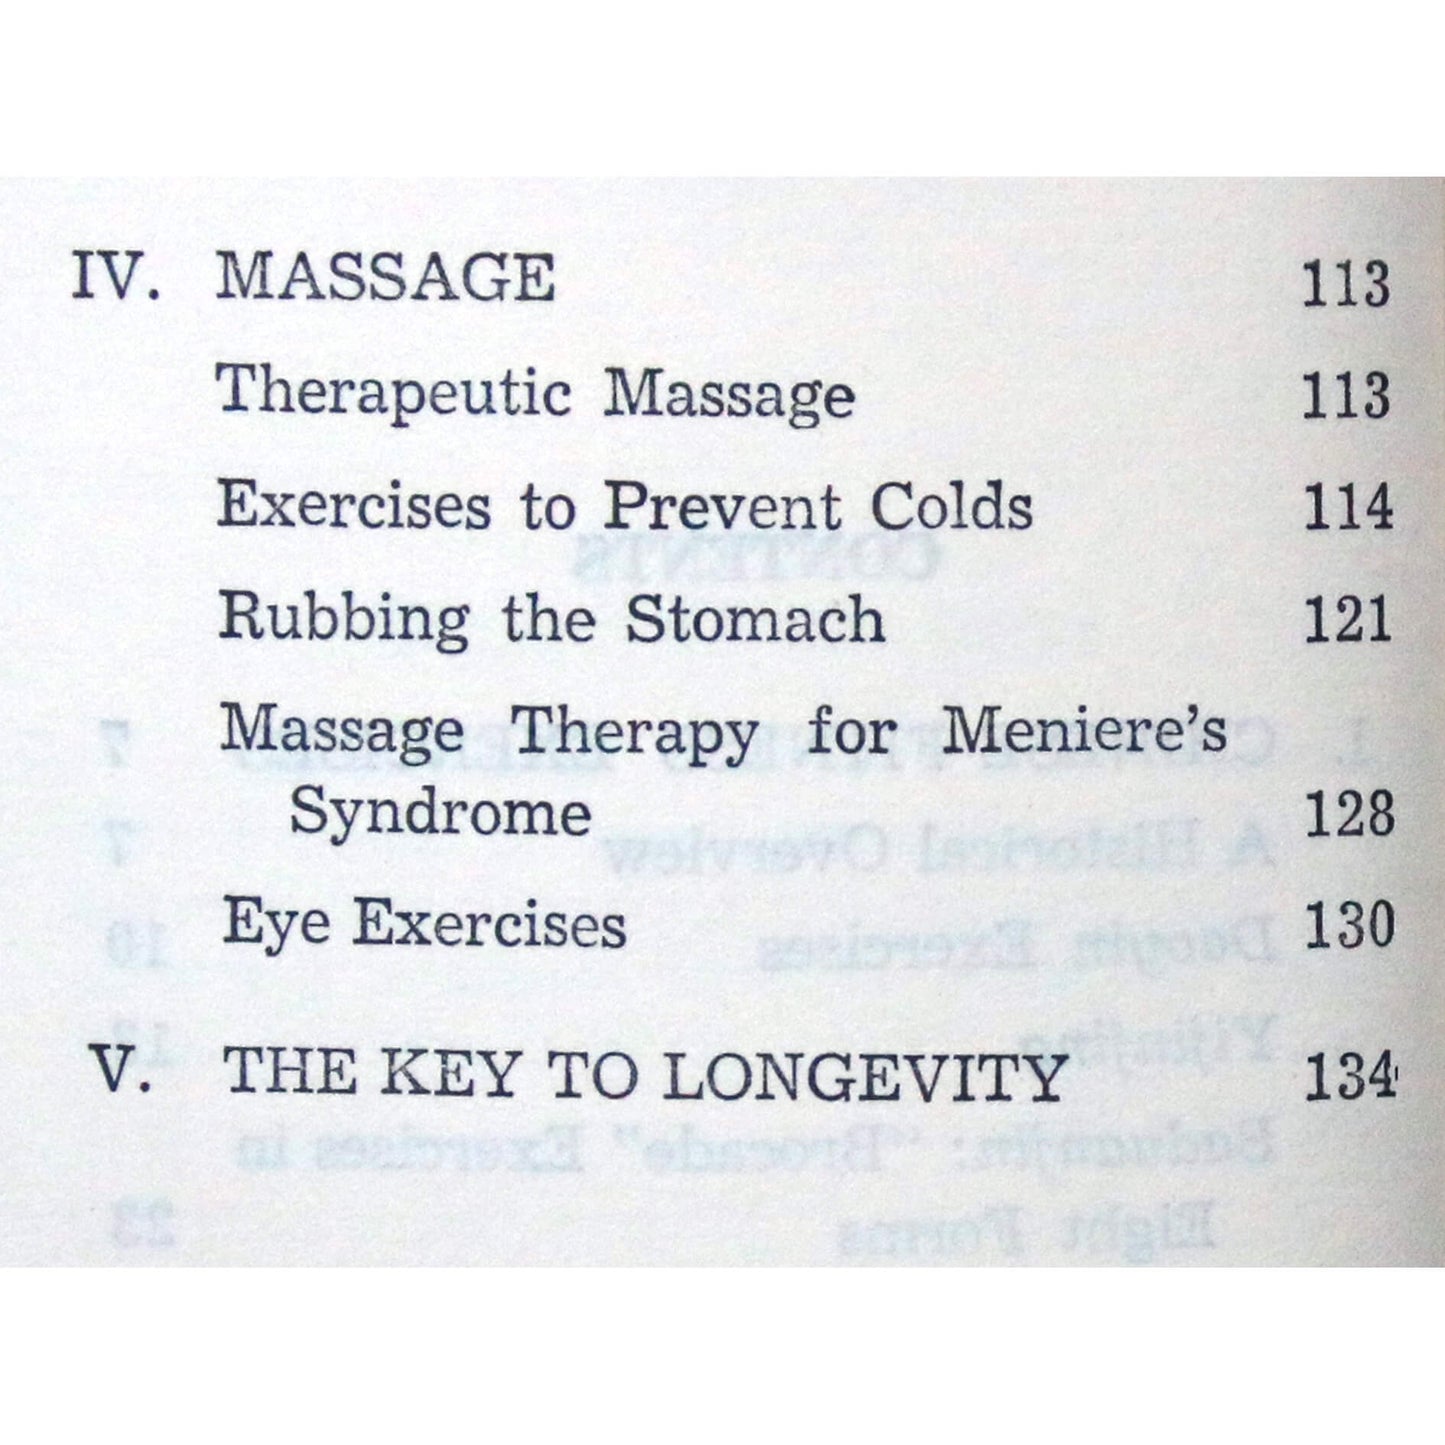 IV. MASSAGE 113
Therapeutic Massage 113
Exercises to Prevent Colds 114
Rubbing the Stomach 121
Massage Therapy for Meniere's
Syndrome 128
Eye Exercises 130
V. THE KEY TO LONGEVITY 134